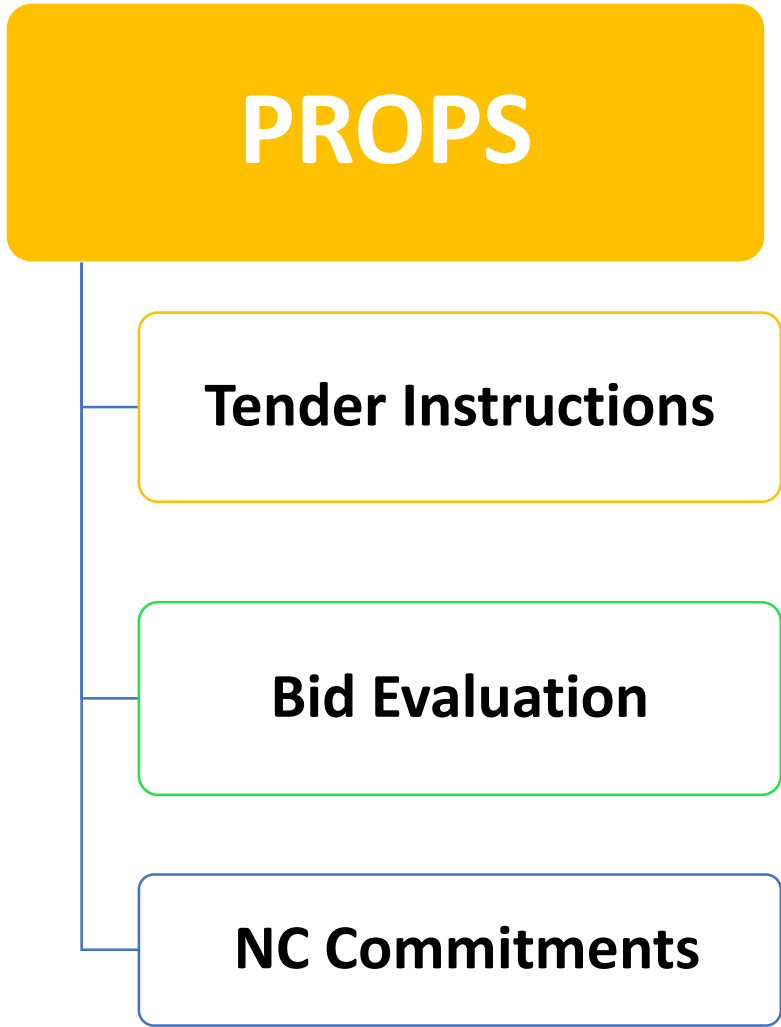 PROPS
Tender Instructions
Bid Evaluation
NC Commitments